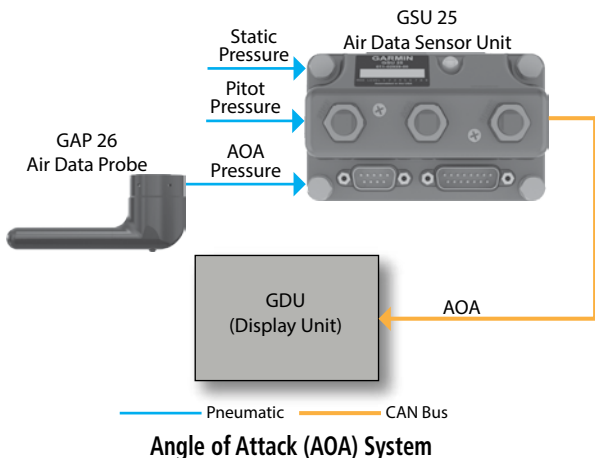 GSU 25
Air Data Sensor Unit
Static
Pressure
GARMIN
Pitot
Pressure
GAP 26
Air Data Probe
AOA
Pressure
GDU
(Display Unit)
AOA
Pneumatic
CAN Bus
Angle of Attack (AOA) System